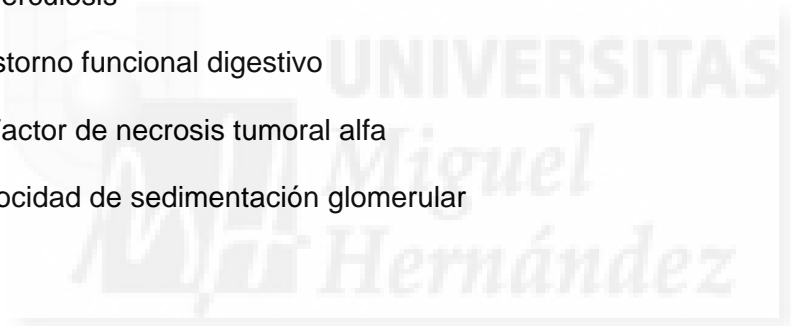 storno funcional digestivo
actor de necrosis tumoral alfa
ocidad de sedimentación glomerular
UNIVERSITAS
Miguel
Hernández